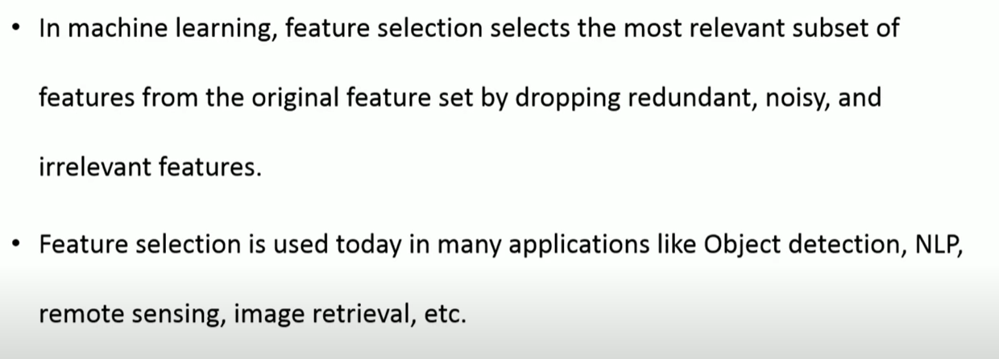 • In machine learning, feature selection selects the most relevant subset of
features from the original feature set by dropping redundant, noisy, and
irrelevant features.
• Feature selection is used today in many applications like Object detection, NLP,
remote sensing, image retrieval, etc.